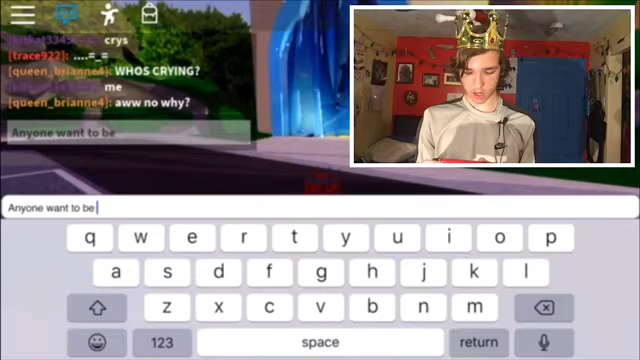 crys
[trace922]: ....=_=
[queen_brianne4]: WHOS CRYING?
me
[queen_brianne4]: aww no why?
Anyone want to be
Anyone want to be
q w e r t y u i o p
a s d f g h j k l
z x c v b n m
123 space return